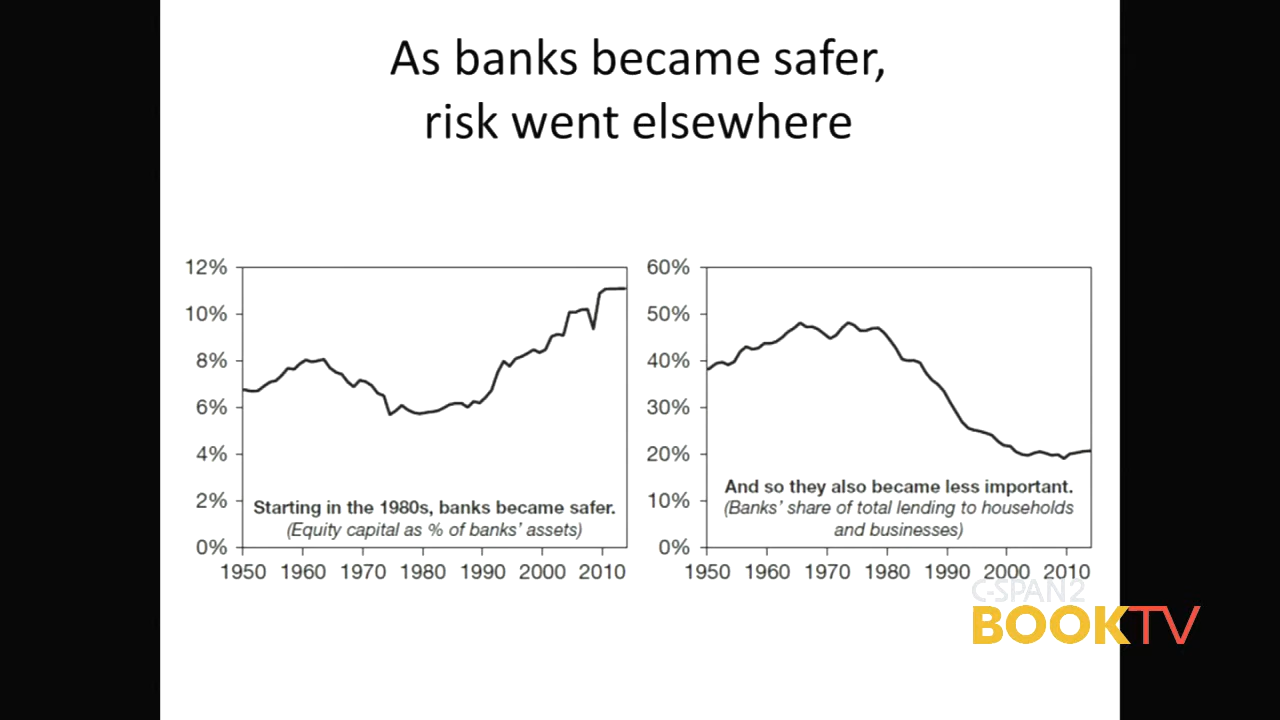 As banks became safer,
risk went elsewhere
12%
10%
8%
6%
4%
2%
0%
Starting in the 1980s, banks became safer.
(Equity capital as % of banks' assets)
1950 1960 1970 1980 1990 2000 2010
60%
50%
40%
30%
20%
10%
0%
And so they also became less important.
(Banks' share of total lending to households
and businesses)
1950 1960 1970 1980 1990 2000 2010
C-SPAN2
BOOKTV